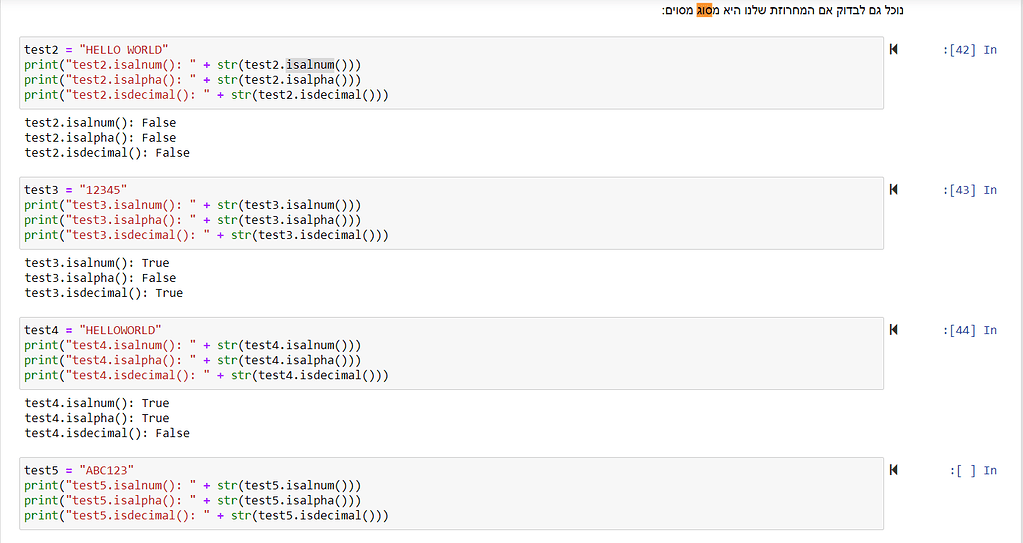 נוכל גם לבדוק אם המחרוזת שלנו היא מסוג מסוים:
In [42]:
test2 = "HELLO WORLD"
print("test2.isalnum(): " + str(test2.isalnum()))
print("test2.isalpha(): " + str(test2.isalpha()))
print("test2.isdecimal(): " + str(test2.isdecimal()))
test2.isalnum(): False
test2.isalpha(): False
test2.isdecimal(): False
In [43]:
test3 = "12345"
print("test3.isalnum(): " + str(test3.isalnum()))
print("test3.isalpha(): " + str(test3.isalpha()))
print("test3.isdecimal(): " + str(test3.isdecimal()))
test3.isalnum(): True
test3.isalpha(): False
test3.isdecimal(): True
In [44]:
test4 = "HELLOWORLD"
print("test4.isalnum(): " + str(test4.isalnum()))
print("test4.isalpha(): " + str(test4.isalpha()))
print("test4.isdecimal(): " + str(test4.isdecimal()))
test4.isalnum(): True
test4.isalpha(): True
test4.isdecimal(): False
In [ ]:
test5 = "ABC123"
print("test5.isalnum(): " + str(test5.isalnum()))
print("test5.isalpha(): " + str(test5.isalpha()))
print("test5.isdecimal(): " + str(test5.isdecimal()))